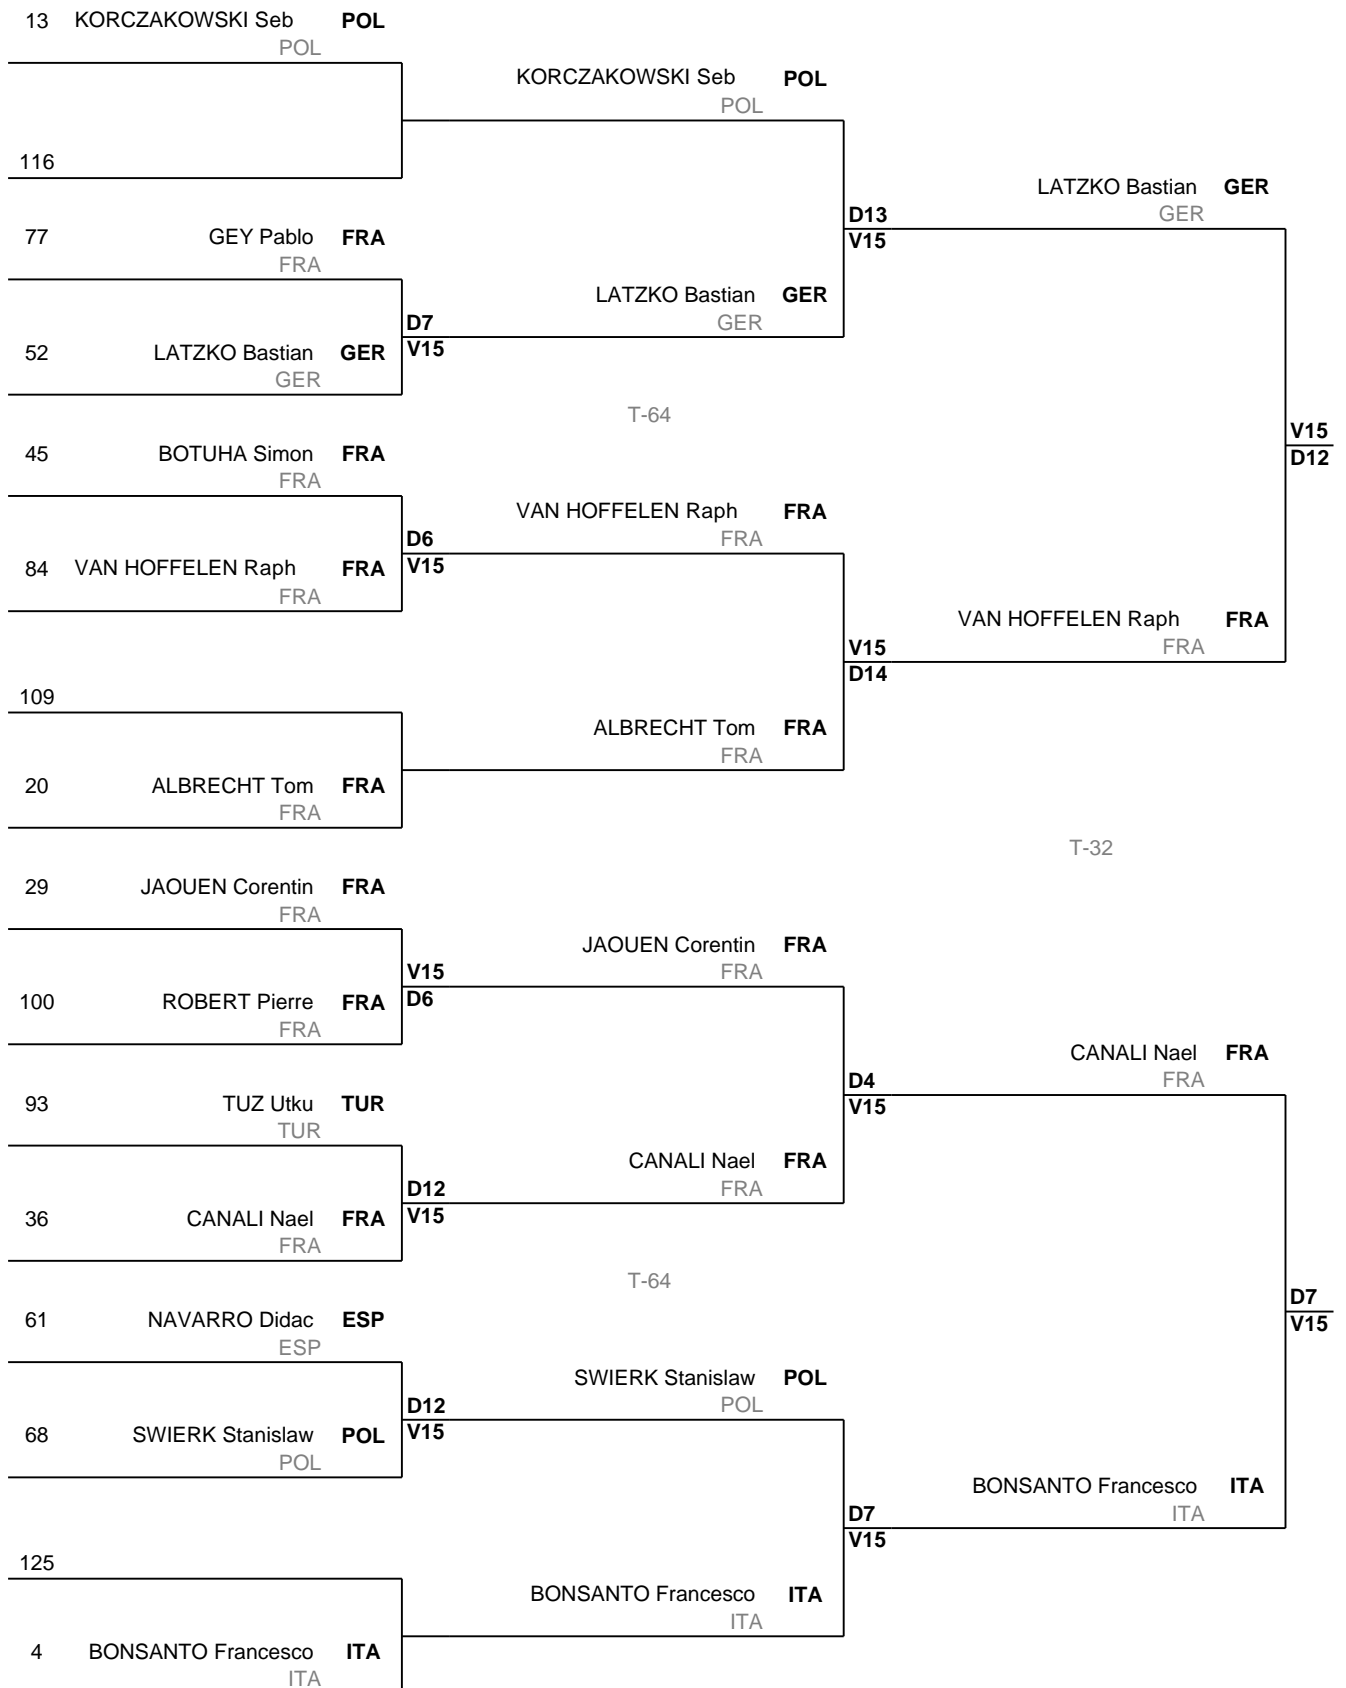 13 KORCZAKOWSKI Seb POL
POL
KORCZAKOWSKI Seb POL
POL
116
LATZKO Bastian GER
GER
77 GEY Pablo FRA
FRA
D13
V15
LATZKO Bastian GER
GER
D7
V15
52 LATZKO Bastian GER
GER
T-64
V15
D12
45 BOTUHA Simon FRA
FRA
VAN HOFFELEN Raph FRA
FRA
D6
V15
84 VAN HOFFELEN Raph FRA
FRA
VAN HOFFELEN Raph FRA
FRA
V15
D14
109
ALBRECHT Tom FRA
FRA
20 ALBRECHT Tom FRA
FRA
T-32
29 JAOUEN Corentin FRA
FRA
JAOUEN Corentin FRA
FRA
V15
D6
100 ROBERT Pierre FRA
FRA
CANALI Nael FRA
FRA
D4
V15
93 TUZ Utku TUR
TUR
CANALI Nael FRA
FRA
D12
V15
36 CANALI Nael FRA
FRA
T-64
D7
V15
61 NAVARRO Didac ESP
ESP
SWIERK Stanislaw POL
POL
D12
V15
68 SWIERK Stanislaw POL
POL
BONSANTO Francesco ITA
ITA
D7
V15
125
BONSANTO Francesco ITA
ITA
4 BONSANTO Francesco ITA
ITA